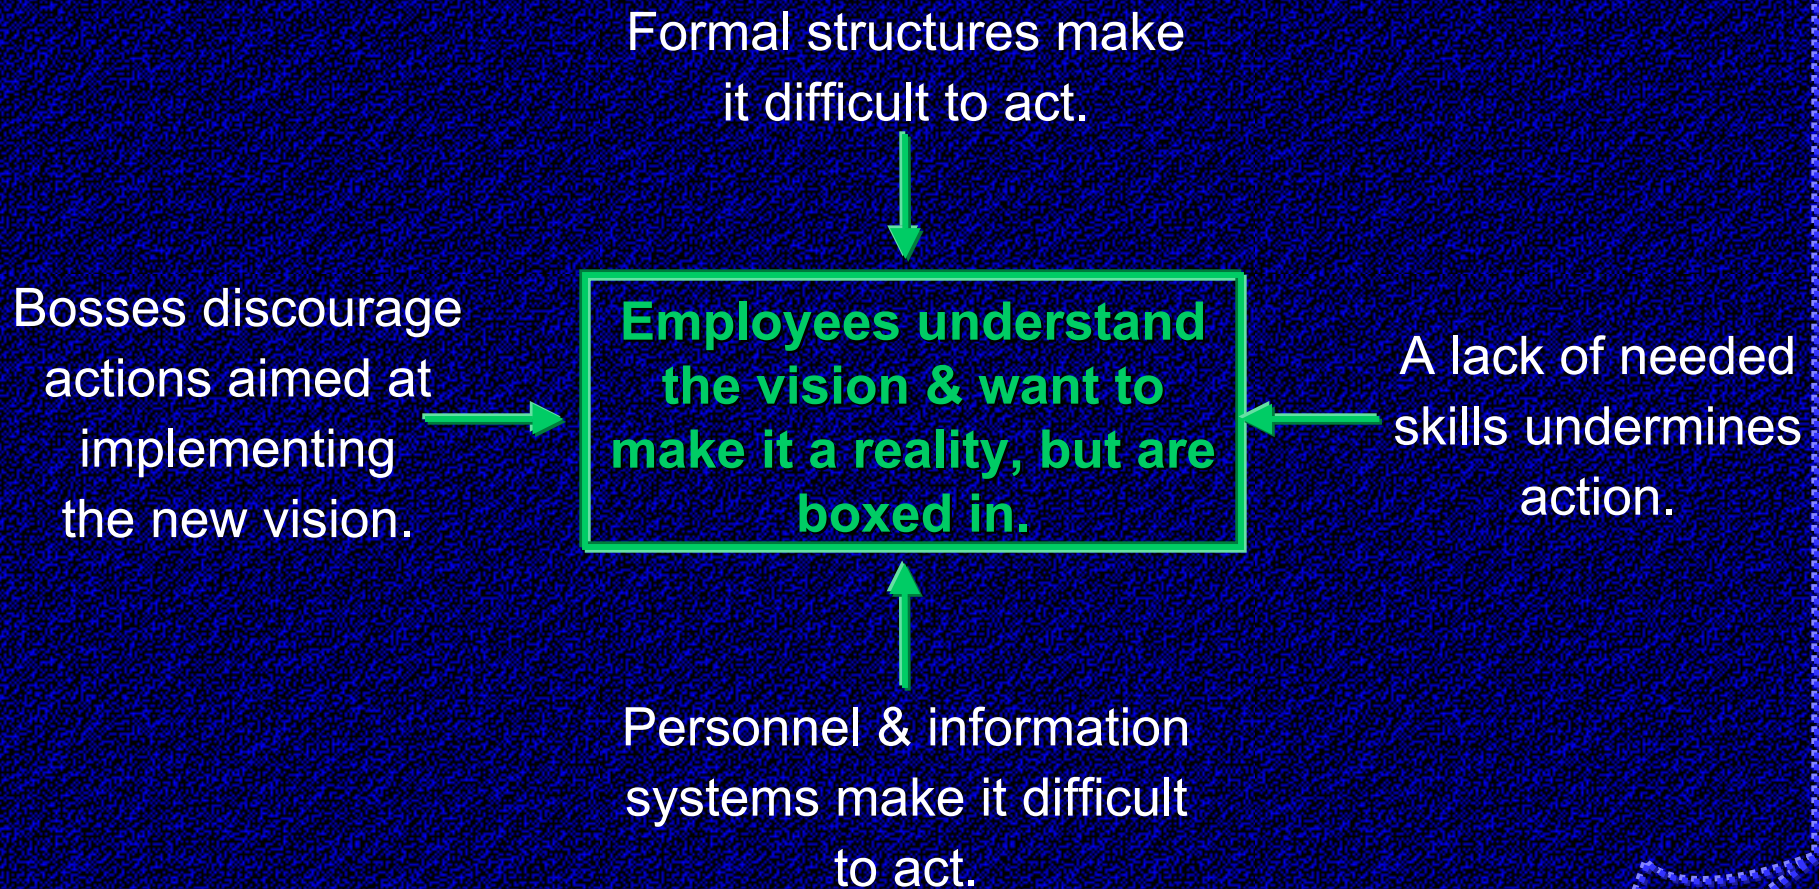 Formal structures make
it difficult to act.
Bosses discourage
actions aimed at
implementing
the new vision.
Employees understand
the vision & want to
make it a reality, but are
boxed in.
A lack of needed
skills undermines
action.
Personnel & information
systems make it difficult
to act.